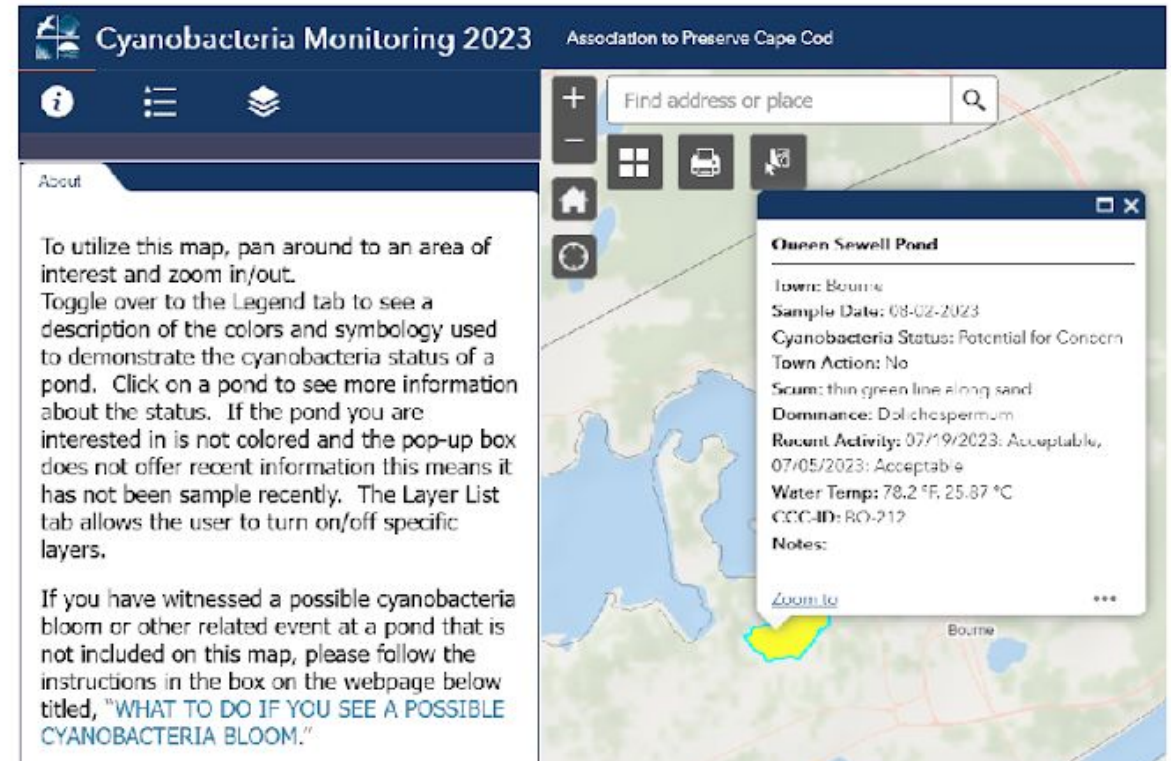 Cyanobacteria Monitoring 2023
Association to Preserve Cape Cod
Find address or place
About
To utilize this map, pan around to an area of
interest and zoom in/out.
Toggle over to the Legend tab to see a
description of the colors and symbology used
to demonstrate the cyanobacteria status of a
pond.  Click on a pond to see more information
about the status.  If the pond you are
interested in is not colored and the pop-up box
does not offer recent information this means it
has not been sample recently.  The Layer List
tab allows the user to turn on/off specific
layers.
If you have witnessed a possible cyanobacteria
bloom or other related event at a pond that is
not included on this map, please follow the
instructions in the box on the webpage below
titled, "WHAT TO DO IF YOU SEE A POSSIBLE
CYANOBACTERIA BLOOM."
Queen Sewell Pond
Town: Bourne
Sample Date: 08-02-2023
Cyanobacteria Status: Potential for Concern
Town Action: No
Scum: thin green line along sand
Dominance: Dolichospermum
Recent Activity: 07/19/2023: Acceptable,
07/05/2023: Acceptable
Water Temp: 78.2 °F, 25.87 °C
CCC-ID: BO-212
Notes:
Zoom to
Bourne